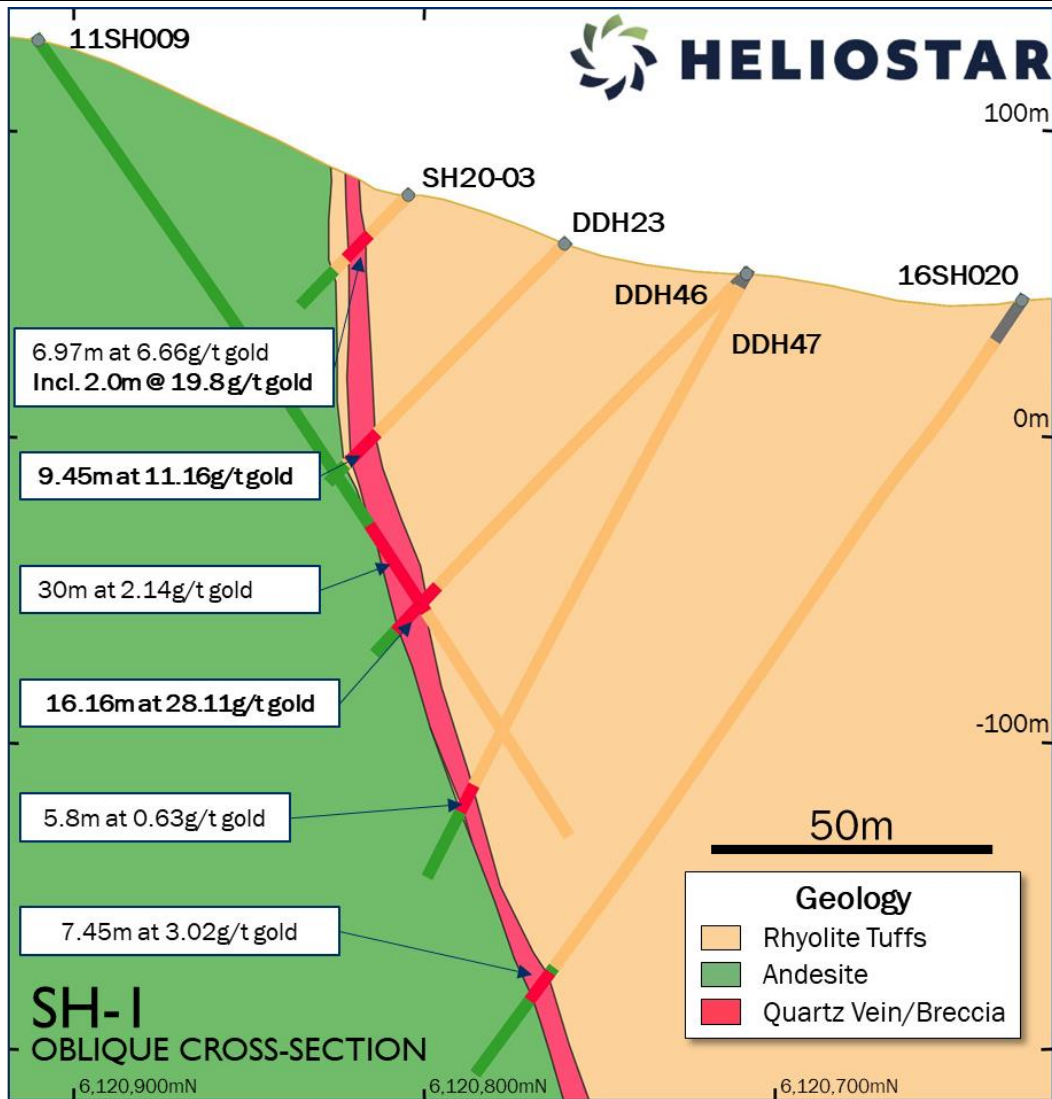 11SH009
HELIOSTAR
100m
SH20-03
DDH23
DDH46
16SH020
DDH47
6.97m at 6.66g/t gold
Incl. 2.0m @ 19.8g/t gold
0m
9.45m at 11.16g/t gold
30m at 2.14g/t gold
16.16m at 28.11g/t gold
-100m
5.8m at 0.63g/t gold
50m
Geology
Rhyolite Tuffs
Andesite
Quartz Vein/Breccia
7.45m at 3.02g/t gold
SH-1
OBLIQUE CROSS-SECTION
6,120,900mN
6,120,800mN
6,120,700mN